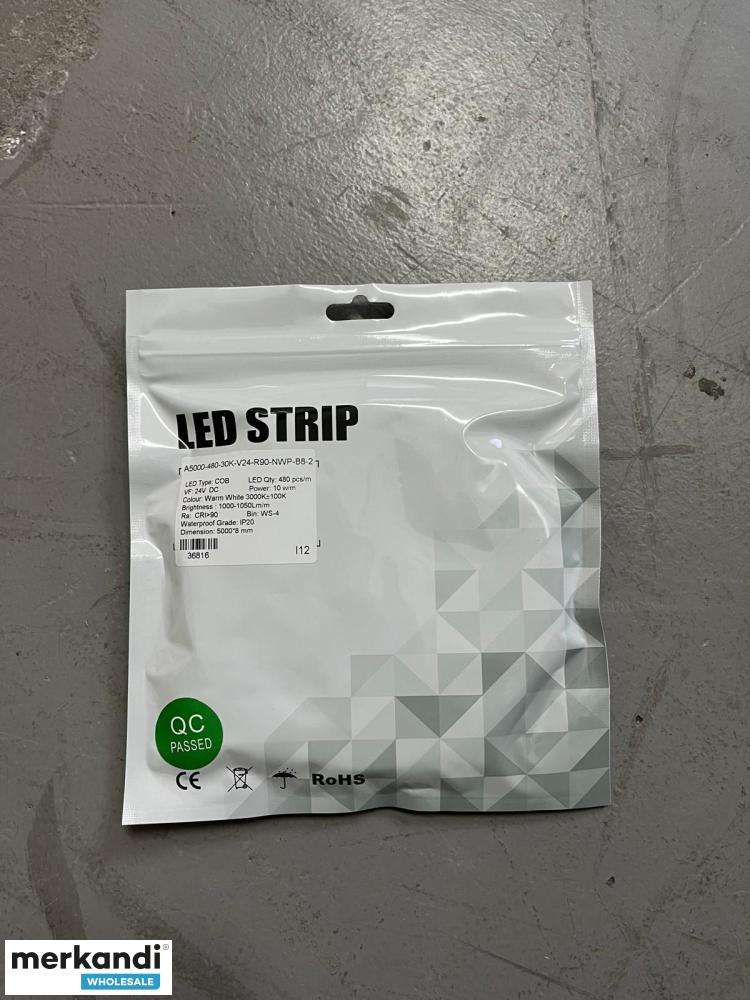 LED STRIP
A5000-480-30K-V24-R90-NWP-B8-2
LED Type: COB LED Qty: 480 pcs/m
VF: 24V DC Power: 10 w/m
Colour: Warm White 3000K±100K
Brightness : 1000-1050Lm/m
Ra: CRI>90 Bin: WS-4
Waterproof Grade: IP20
Dimension: 5000*8 mm
36816 I12
QC
PASSED
CE RoHS
merkandi®
WHOLESALE